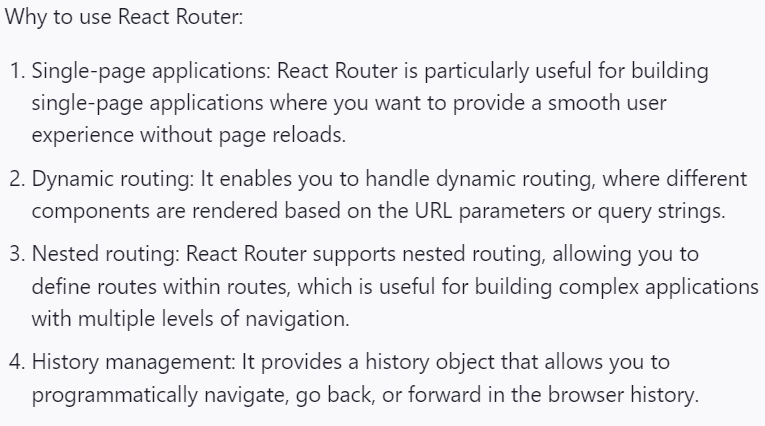 Why to use React Router:
1. Single-page applications: React Router is particularly useful for building
single-page applications where you want to provide a smooth user
experience without page reloads.
2. Dynamic routing: It enables you to handle dynamic routing, where different
components are rendered based on the URL parameters or query strings.
3. Nested routing: React Router supports nested routing, allowing you to
define routes within routes, which is useful for building complex applications
with multiple levels of navigation.
4. History management: It provides a history object that allows you to
programmatically navigate, go back, or forward in the browser history.